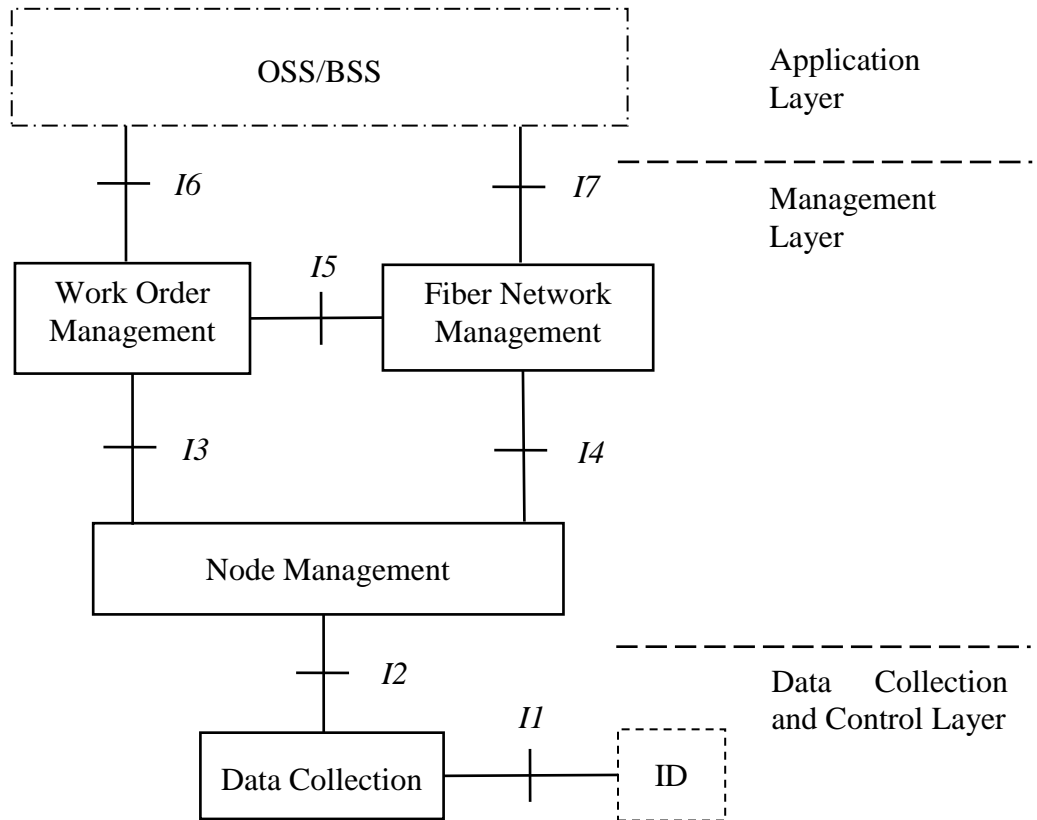 OSS/BSS
Application
Layer
I6
I7
Management
Layer
I5
Work Order
Management
Fiber Network
Management
I3
I4
Node Management
I2
Data Collection
and Control Layer
I1
Data Collection
ID